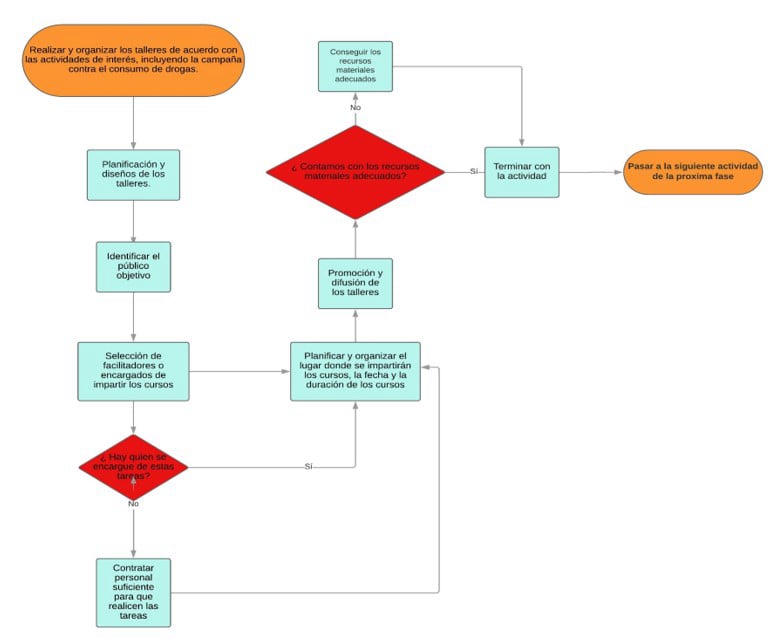 Realizar y organizar los talleres de acuerdo con
las actividades de interés, incluyendo la campaña
contra el consumo de drogas.
Planificación y
diseños de los
talleres.
Identificar el
público
objetivo
Selección de
facilitadores o
encargados de
impartir los cursos
¿ Hay quien se
encargue de estas
tareas?
No
Contratar
personal
suficiente
para que
realicen las
tareas
Sí
Planificar y organizar el
lugar donde se impartirán
los cursos, la fecha y la
duración de los cursos
Promoción y
difusión de
los talleres
¿ Contamos con los recursos
materiales adecuados?
No
Conseguir los
recursos
materiales
adecuados
Sí
Terminar con
la actividad
Pasar a la siguiente actividad
de la proxima fase